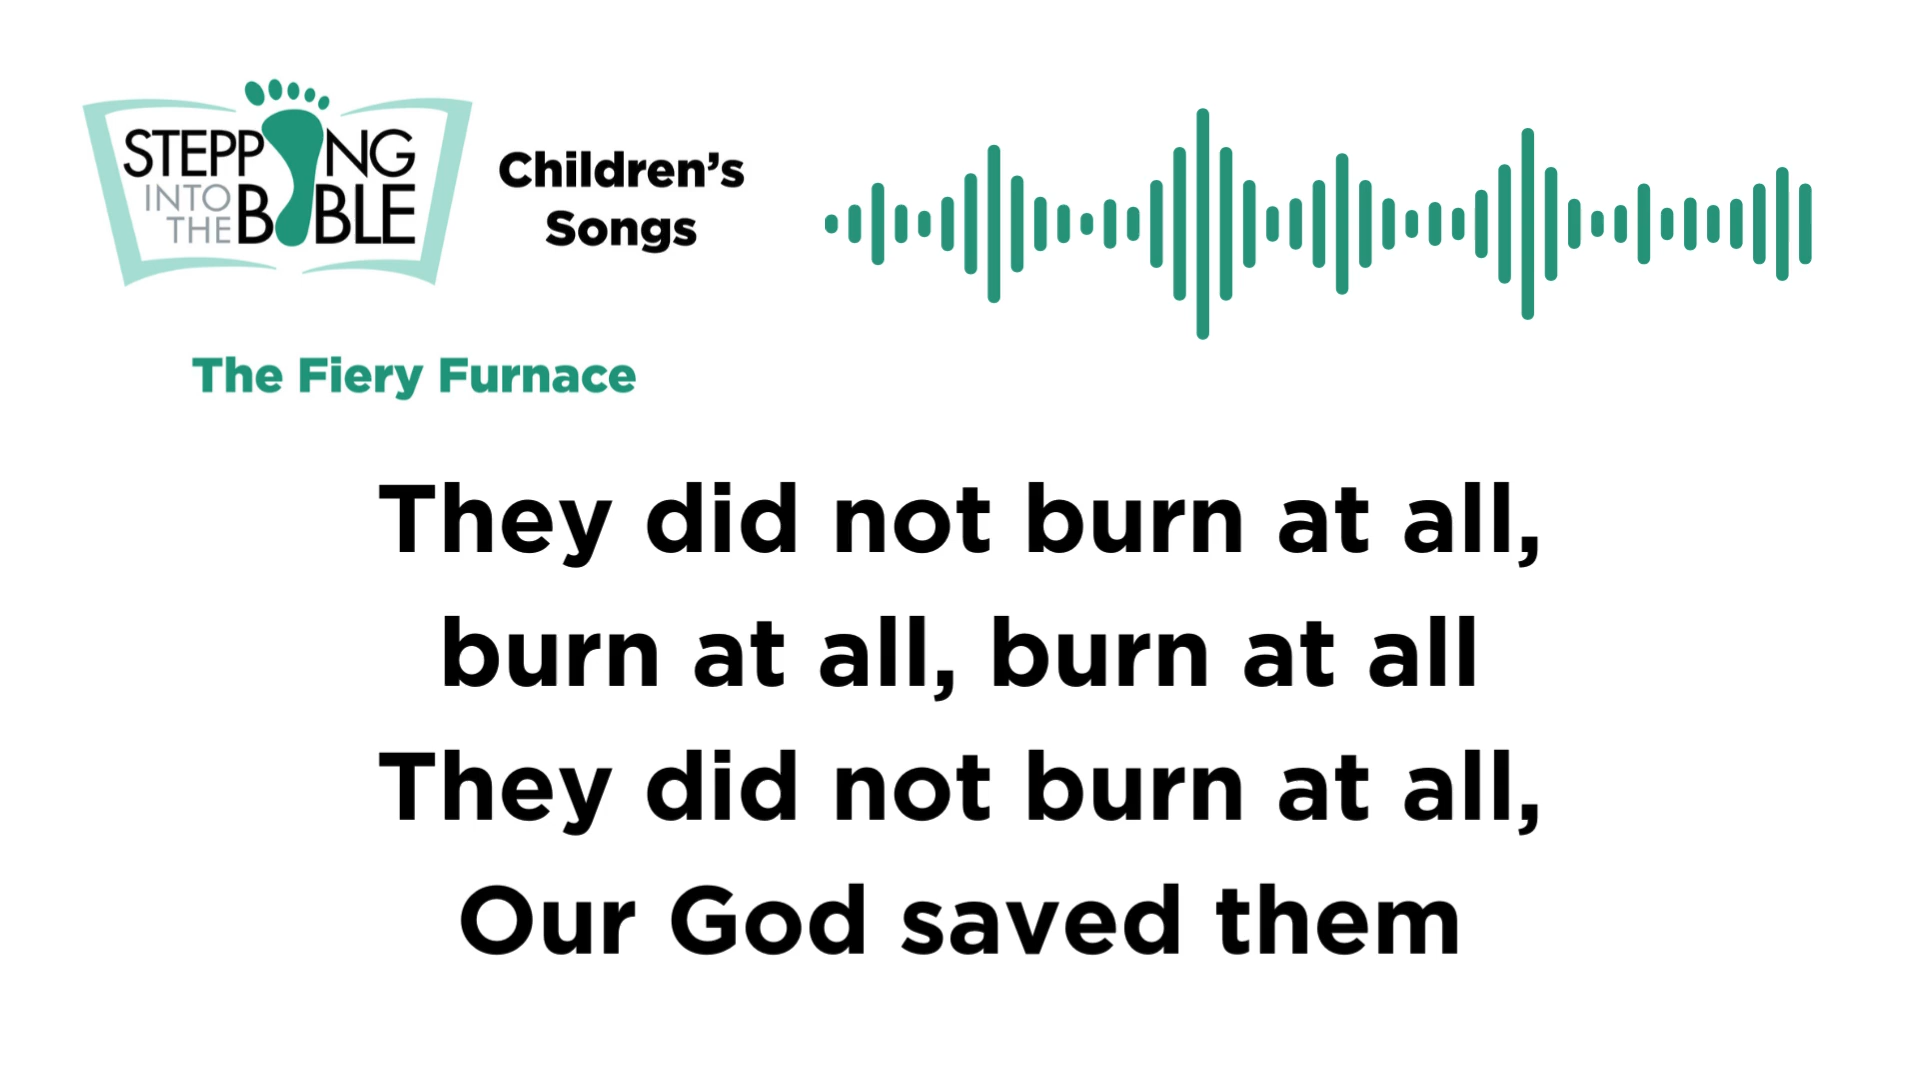 STEPPING
INTO
THE BIBLE
Children's
Songs
The Fiery Furnace
They did not burn at all,
burn at all, burn at all
They did not burn at all,
Our God saved them